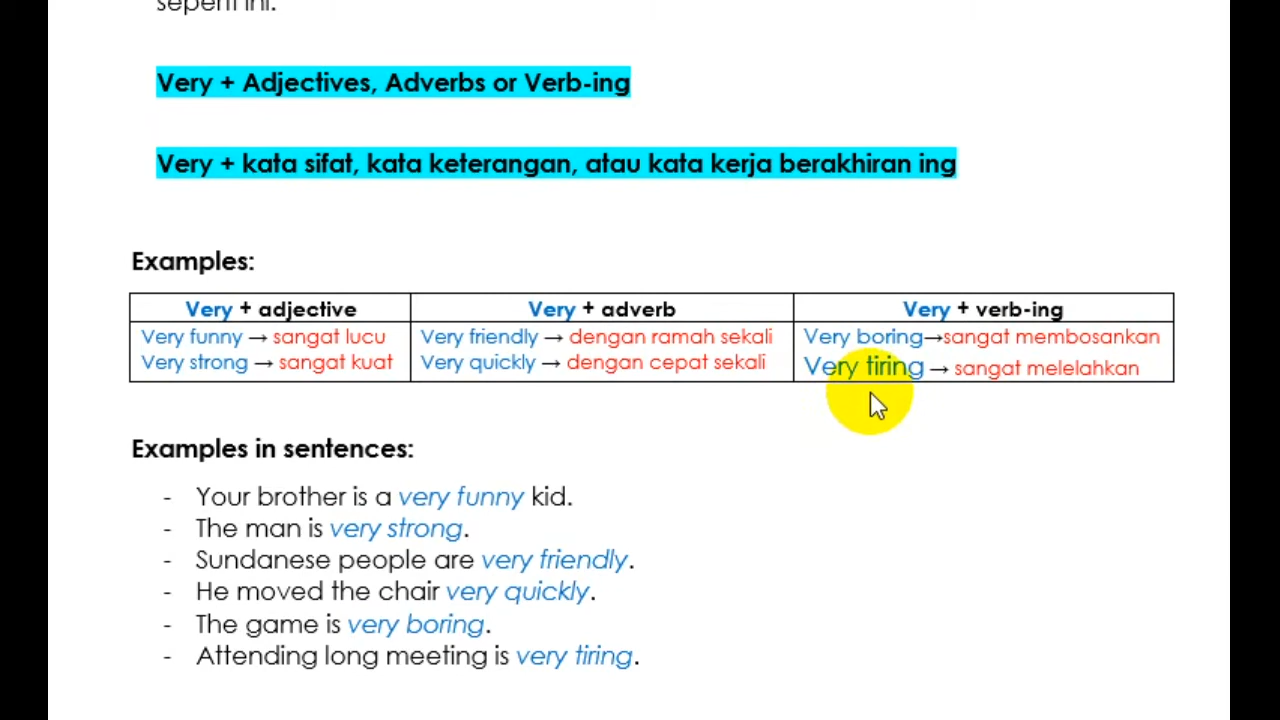 seperti ini.
Very + Adjectives, Adverbs or Verb-ing
Very + kata sifat, kata keterangan, atau kata kerja berakhiran ing
Examples:
Very + adjective Very + adverb Very + verb-ing
Very funny → sangat lucu Very friendly → dengan ramah sekali Very boring→sangat membosankan
Very strong → sangat kuat Very quickly → dengan cepat sekali Very tiring → sangat melelahkan
Examples in sentences:
- Your brother is a very funny kid.
- The man is very strong.
- Sundanese people are very friendly.
- He moved the chair very quickly.
- The game is very boring.
- Attending long meeting is very tiring.